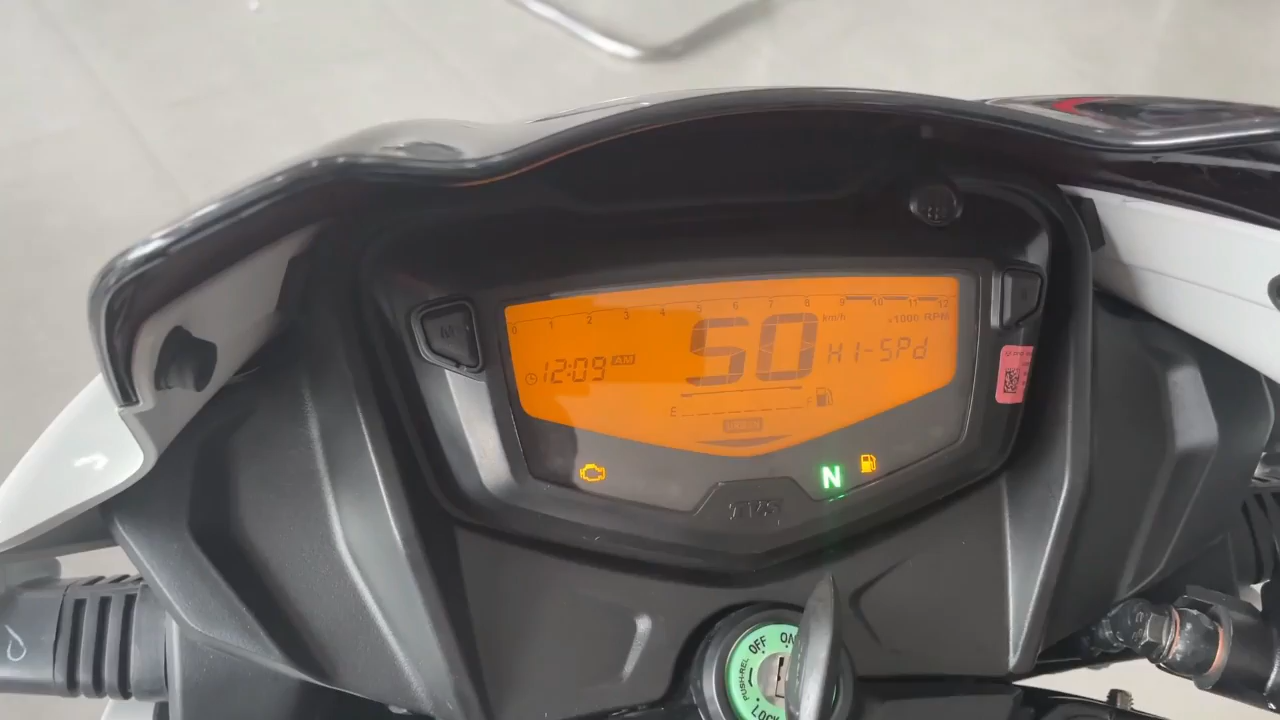 0 1 2 3 4 5 6 7 8 9 10 11 12
km/h
x1000 RPM
12:09 AM
50
HI-SPd
E F
URBAN
N
TVS
OFF
ON
PUSH-REL
LOCK